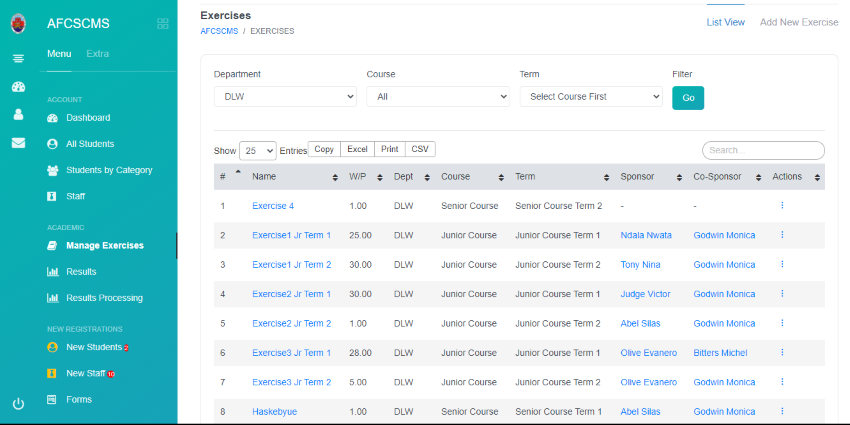 AFCSCMS
Menu Extra
ACCOUNT
Dashboard
All Students
Students by Category
Staff
ACADEMIC
Manage Exercises
Results
Results Processing
NEW REGISTRATIONS
New Students 2
New Staff 10
Forms
Exercises
AFCSCMS / EXERCISES
List View Add New Exercise
Department Course Term Filter
DLW All Select Course First Go
Show 25 Entries Copy Excel Print CSV Search...
# Name W/P Dept Course Term Sponsor Co-Sponsor Actions
1 Exercise 4 1.00 DLW Senior Course Senior Course Term 2 - -
2 Exercise1 Jr Term 1 25.00 DLW Junior Course Junior Course Term 1 Ndala Nwata Godwin Monica
3 Exercise1 Jr Term 2 30.00 DLW Junior Course Junior Course Term 2 Tony Nina Godwin Monica
4 Exercise2 Jr Term 1 30.00 DLW Junior Course Junior Course Term 1 Judge Victor Godwin Monica
5 Exercise2 Jr Term 2 1.00 DLW Junior Course Junior Course Term 2 Abel Silas Godwin Monica
6 Exercise3 Jr Term 1 28.00 DLW Junior Course Junior Course Term 1 Olive Evanero Bitters Michel
7 Exercise3 Jr Term 2 5.00 DLW Junior Course Junior Course Term 2 Olive Evanero Godwin Monica
8 Haskebyue 1.00 DLW Senior Course Senior Course Term 1 Abel Silas Godwin Monica